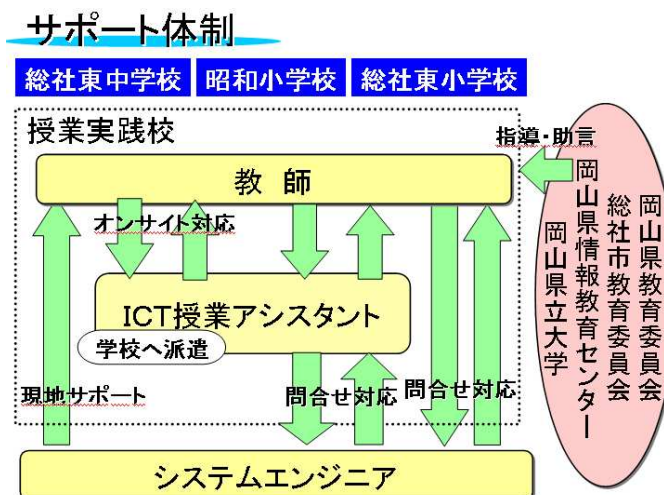 サポート体制
総社東中学校
昭和小学校
総社東小学校
授業実践校
指導・助言
教 師
オンサイト対応
ICT授業アシスタント
学校へ派遣
現地サポート
問合せ対応
問合せ対応
システムエンジニア
岡山県教育委員会
総社市教育委員会
岡山県情報教育センター
岡山県立大学